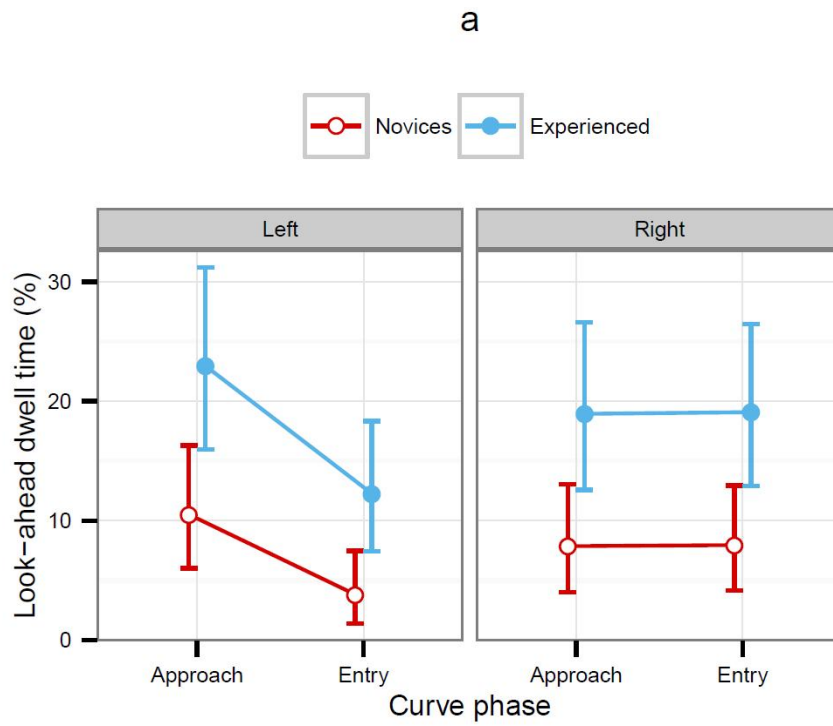 a
Novices Experienced
Left Right
Look-ahead dwell time (%)
30
20
10
0
Approach Entry Approach Entry
Curve phase